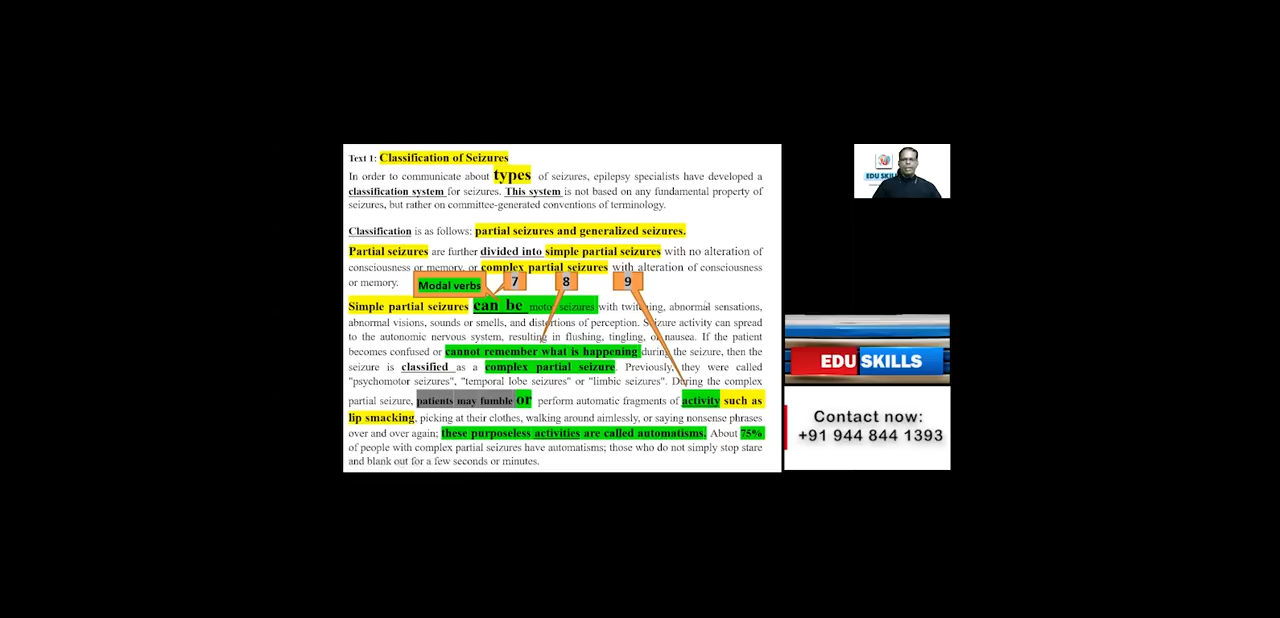 Text 1: Classification of Seizures
In order to communicate about types of seizures, epilepsy specialists have developed a
classification system for seizures. This system is not based on any fundamental property of
seizures, but rather on committee-generated conventions of terminology.
Classification is as follows: partial seizures and generalized seizures.
Partial seizures are further divided into simple partial seizures with no alteration of
consciousness or memory, or complex partial seizures with alteration of consciousness
or memory.
Modal verbs
7
8
9
Simple partial seizures can be motor seizures with twitching, abnormal sensations,
abnormal visions, sounds or smells, and distortions of perception. Seizure activity can spread
to the autonomic nervous system, resulting in flushing, tingling, or nausea. If the patient
becomes confused or cannot remember what is happening during the seizure, then the
seizure is classified as a complex partial seizure. Previously, they were called
"psychomotor seizures", "temporal lobe seizures" or "limbic seizures". During the complex
partial seizure, patients may fumble or perform automatic fragments of activity such as
lip smacking, picking at their clothes, walking around aimlessly, or saying nonsense phrases
over and over again; these purposeless activities are called automatisms. About 75%
of people with complex partial seizures have automatisms; those who do not simply stop stare
and blank out for a few seconds or minutes.
EDU SKILLS
Contact now:
+91 944 844 1393